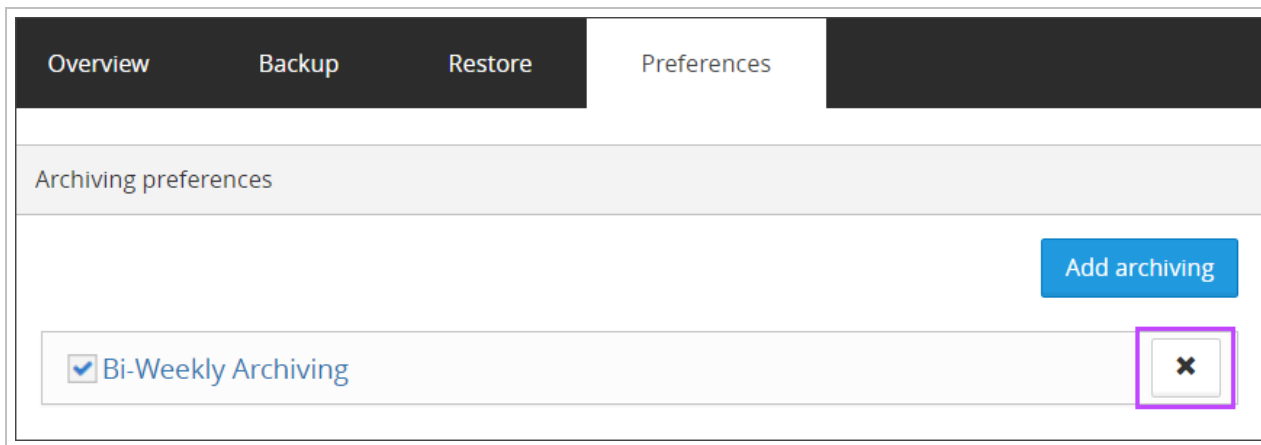 Overview Backup Restore Preferences
Archiving preferences
Add archiving
Bi-Weekly Archiving